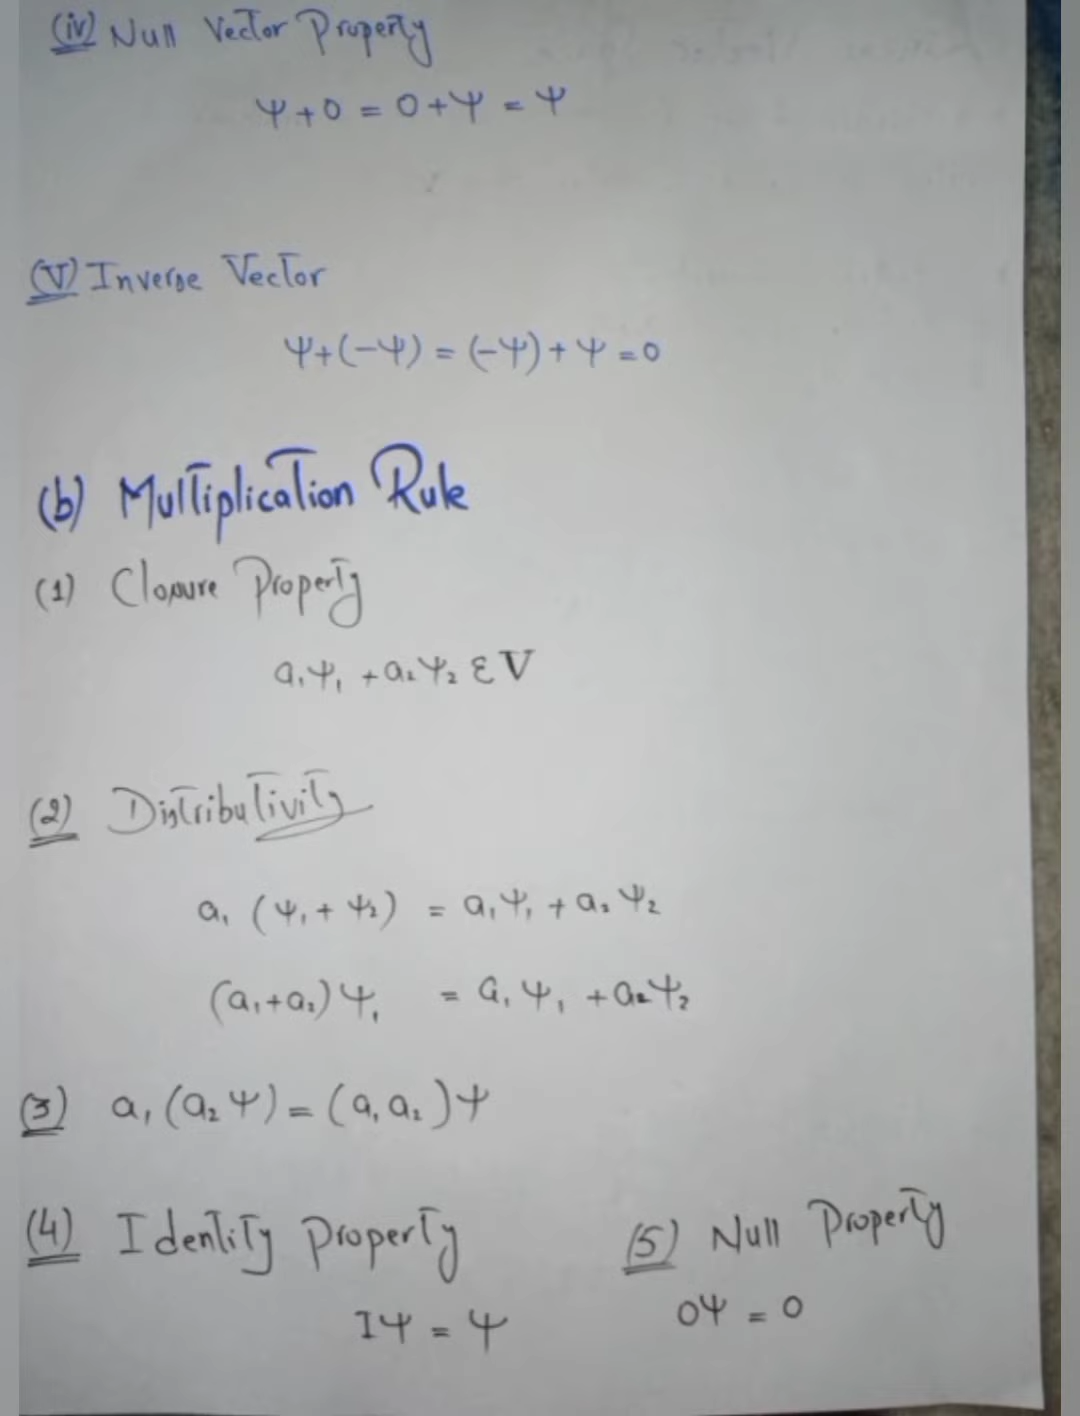 (iv) Null Vector Property
Ψ+0 = 0+Ψ = Ψ
(V) Inverse Vector
Ψ+(-Ψ) = (-Ψ)+Ψ = 0
(b) Multiplication Rule
(1) Closure Property
a₁Ψ₁ + a₂Ψ₂ ƐV
(2) Distributivity
a₁ (Ψ₁ + Ψ₂) = a₁Ψ₁ + a₂Ψ₂
(a₁+a₂)Ψ₁ = a₁Ψ₁ + a₂Ψ₂
(3) a₁(a₂Ψ) = (a₁a₂)Ψ
(4) Identity Property
IΨ = Ψ
(5) Null Property
0Ψ = 0